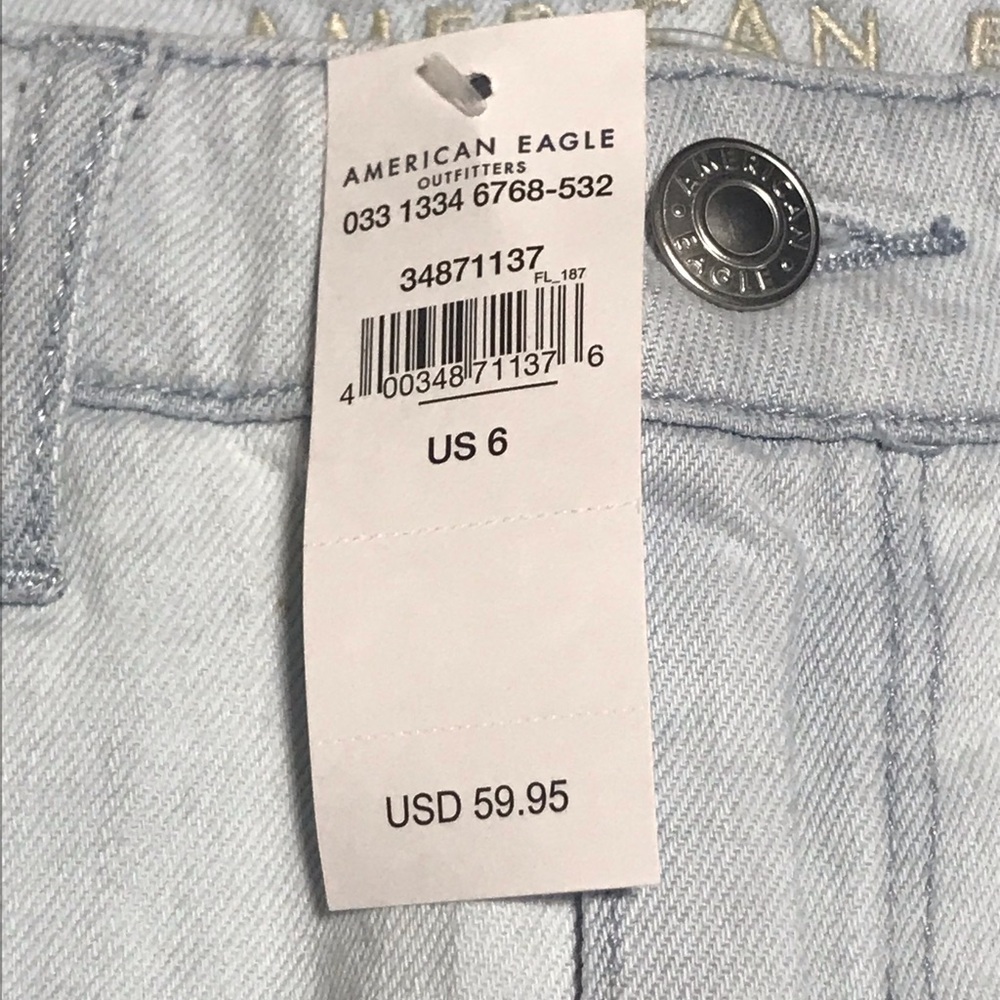 AMERICAN E
AMERICAN EAGLE
OUTFITTERS
033 1334 6768-532
34871137
FL_187
4 00348 71137 6
US 6
USD 59.95
AMERICAN
EAGLE